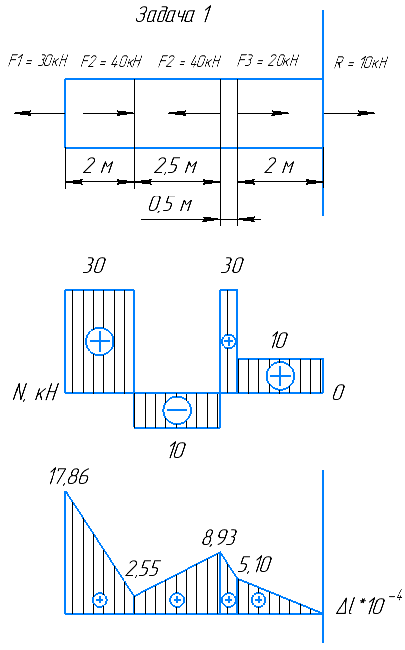 Задача 1
F1 = 30кН F2 = 40кН F2 = 40кН F3 = 20кН R = 10кН
2 м 2,5 м 2 м
0,5 м
30 30
10
N, кН 0
10
17,86
8,93
2,55 5,10
Δl *10⁻⁴